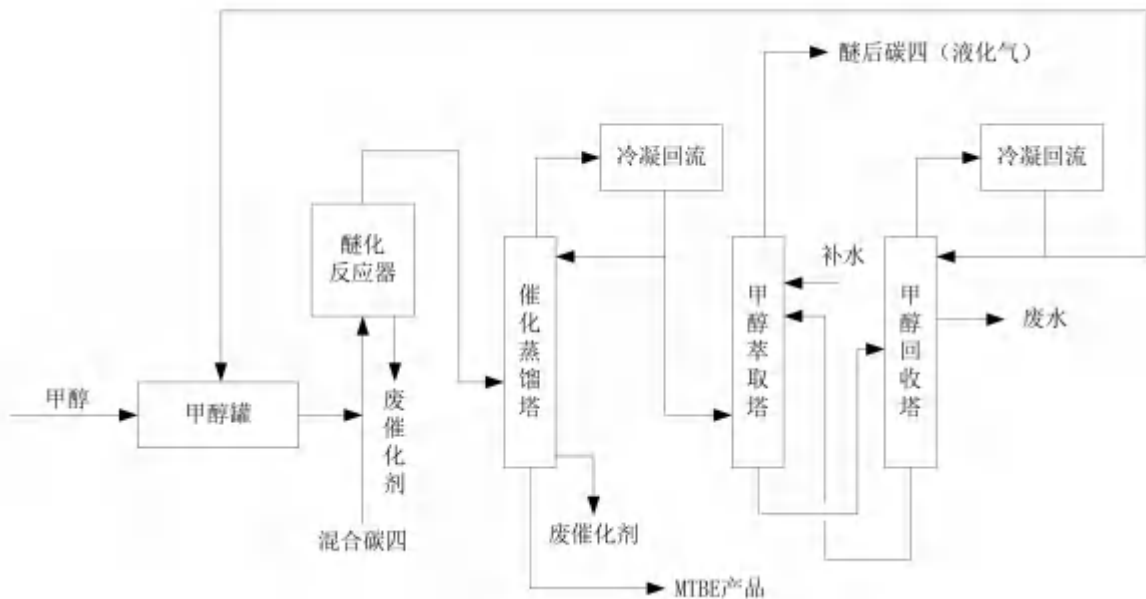 醚后碳四（液化气）
冷凝回流
冷凝回流
醚化
反应器
补水
催化蒸馏塔
甲醇萃取塔
甲醇回收塔
废水
甲醇
甲醇罐
废催化剂
混合碳四
废催化剂
MTBE产品